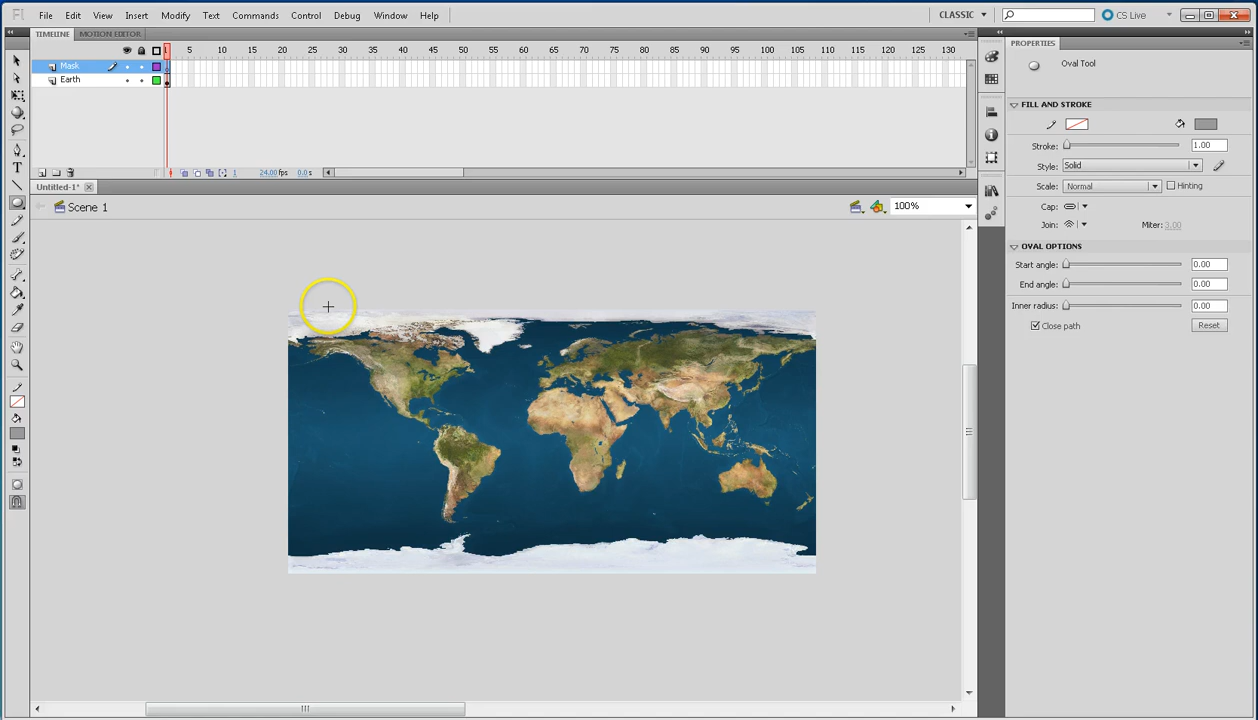 Fl File Edit View Insert Modify Text Commands Control Debug Window Help CLASSIC CS Live
TIMELINE MOTION EDITOR
1 5 10 15 20 25 30 35 40 45 50 55 60 65 70 75 80 85 90 95 100 105 110 115 120 125 130
Mask
Earth
1 24.00 fps 0.0 s
Untitled-1*
Scene 1 100%
PROPERTIES
Oval Tool
FILL AND STROKE
Stroke: 1.00
Style: Solid
Scale: Normal Hinting
Cap:
Join: Miter: 3.00
OVAL OPTIONS
Start angle: 0.00
End angle: 0.00
Inner radius: 0.00
Close path Reset